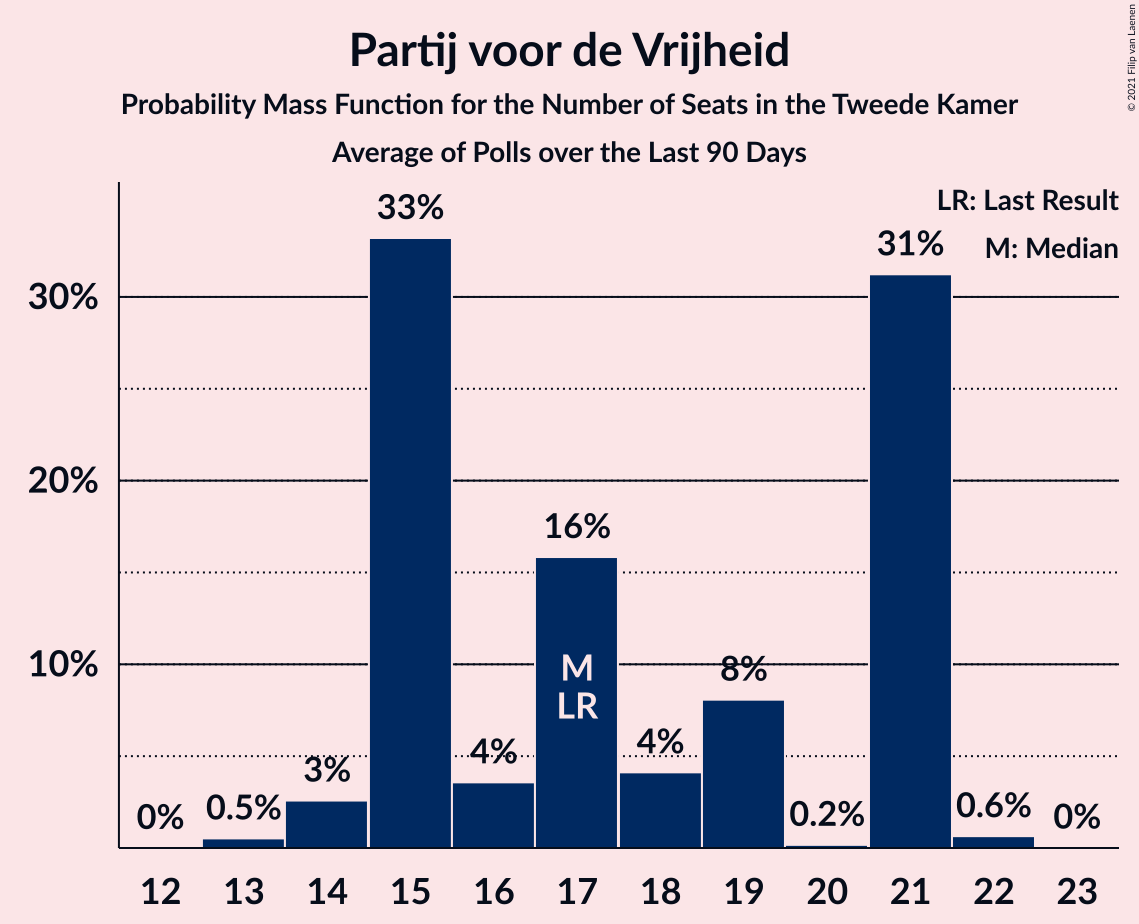 Partij voor de Vrijheid
Probability Mass Function for the Number of Seats in the Tweede Kamer
Average of Polls over the Last 90 Days
© 2021 Filip van Laenen
LR: Last Result
M: Median
30%
20%
10%
0%
0.5%
3%
33%
4%
16%
4%
8%
0.2%
31%
0.6%
0%
M
LR
12 13 14 15 16 17 18 19 20 21 22 23